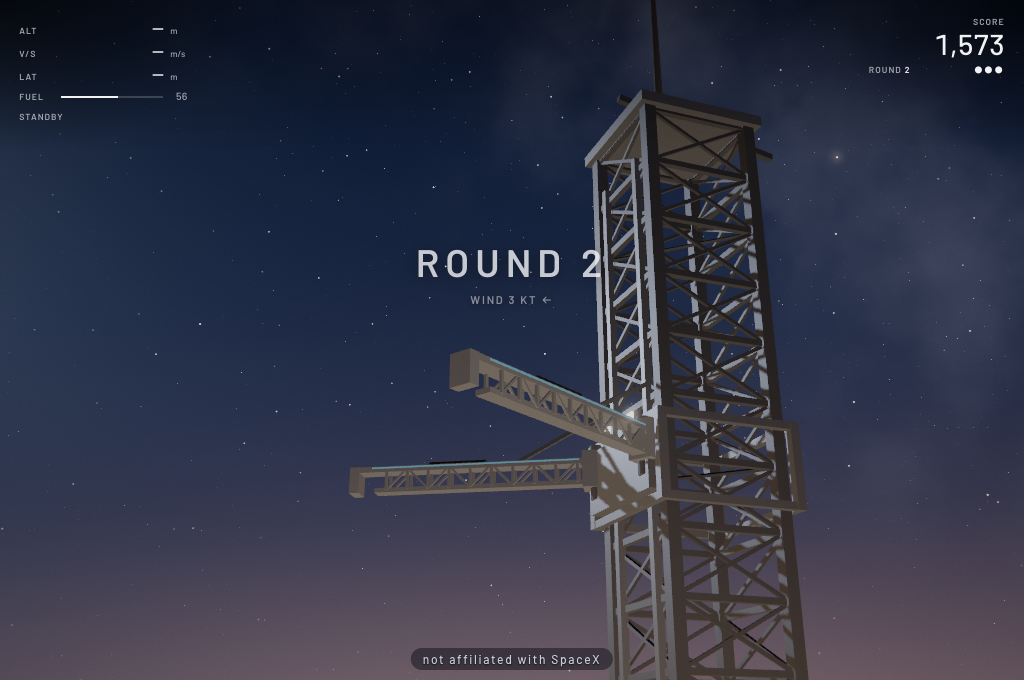 ALT — m
V/S — m/s
LAT — m
FUEL 56
STANDBY
SCORE
1,573
ROUND 2
ROUND 2
WIND 3 KT ←
not affiliated with SpaceX